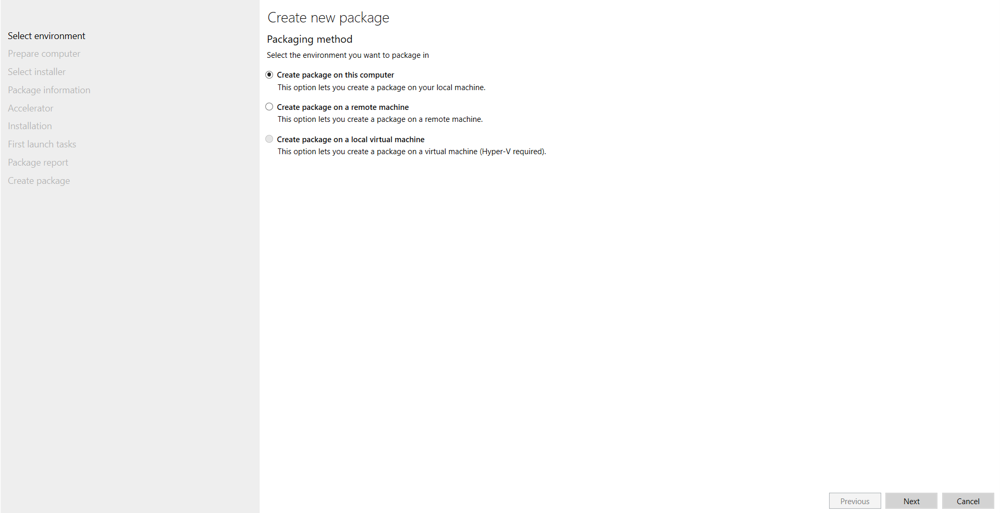 Select environment
Prepare computer
Select installer
Package information
Accelerator
Installation
First launch tasks
Package report
Create package
Create new package
Packaging method
Select the environment you want to package in
Create package on this computer
This option lets you create a package on your local machine.
Create package on a remote machine
This option lets you create a package on a remote machine.
Create package on a local virtual machine
This option lets you create a package on a virtual machine (Hyper-V required).
Previous
Next
Cancel